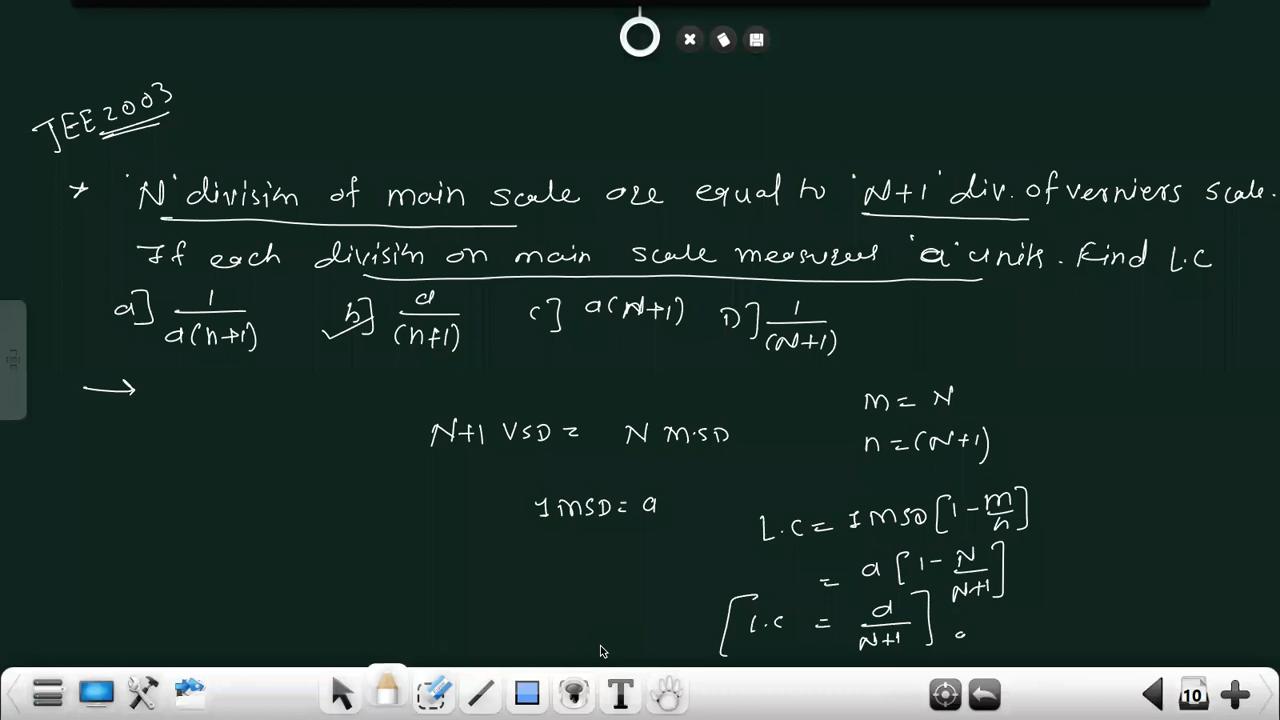 JEE 2003
* 'N' division of main scale are equal to 'N+1' div. of verniers scale.
If each division on main scale measures 'a' units. Find L.C
a] 1/a(n+1) b] a/(n+1) c] a(N+1) D] 1/(N+1)
→
m = N
N+1 VSD = N M.SD
n = (N+1)
1 MSD = a
L.C = 1 MSD [1 - m/n]
= a [1 - N/N+1]
[L.C = a/N+1]
10
T